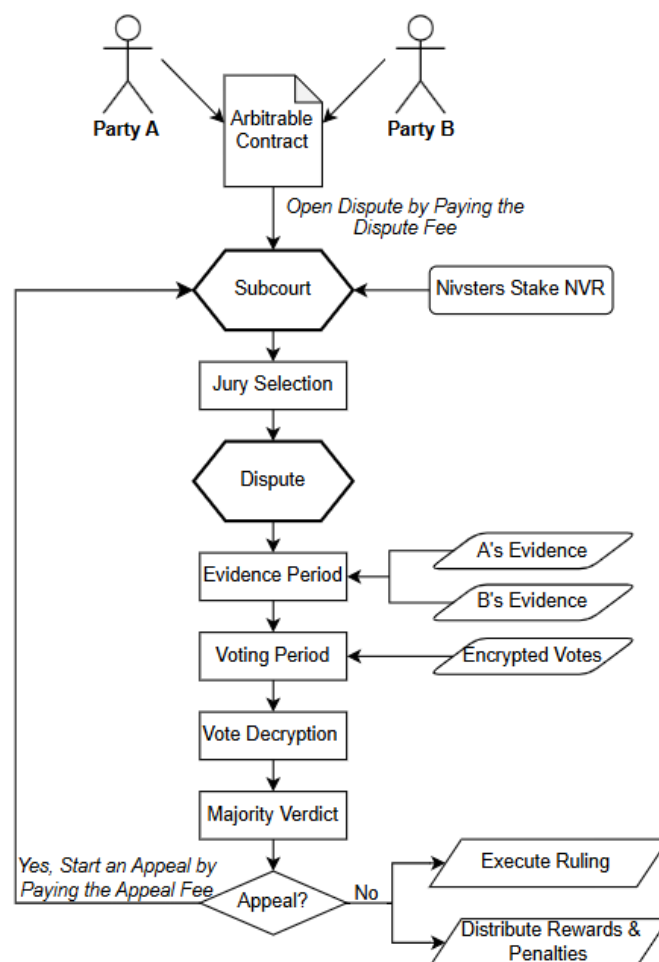 Party A
Party B
Arbitrable
Contract
Open Dispute by Paying the
Dispute Fee
Subcourt
Nivsters Stake NVR
Jury Selection
Dispute
Evidence Period
A's Evidence
B's Evidence
Voting Period
Encrypted Votes
Vote Decryption
Majority Verdict
Yes, Start an Appeal by
Paying the Appeal Fee
Appeal?
No
Execute Ruling
Distribute Rewards &
Penalties